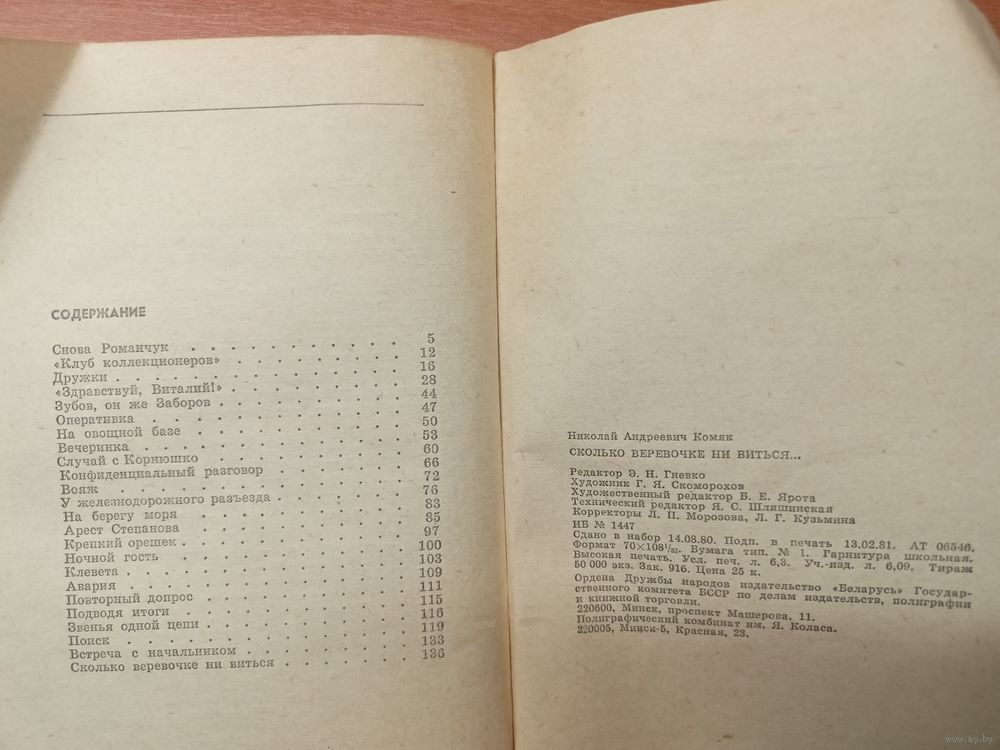 СОДЕРЖАНИЕ
Снова Романчук . . . . . . . . . . . 5
«Клуб коллекционеров» . . . . . . . . 12
Дружки . . . . . . . . . . . . . 16
«Здравствуй, Виталий!» . . . . . . . . 28
Зубов, он же Заборов . . . . . . . . 44
Оперативка . . . . . . . . . . . 47
На овощной базе . . . . . . . . . . 50
Вечеринка . . . . . . . . . . . . 53
Случай с Корнюшко . . . . . . . . . 60
Конфиденциальный разговор . . . . . . . 66
Вояж . . . . . . . . . . . . . 72
У железнодорожного разъезда . . . . . . 76
На берегу моря . . . . . . . . . . 83
Арест Степанова . . . . . . . . . . 85
Крепкий орешек . . . . . . . . . . 97
Ночной гость . . . . . . . . . . . 100
Клевета . . . . . . . . . . . . 103
Авария . . . . . . . . . . . . 109
Повторный допрос . . . . . . . . . . 111
Подводя итоги . . . . . . . . . . 115
Звенья одной цепи . . . . . . . . . 116
Поиск . . . . . . . . . . . . 119
Встреча с начальником . . . . . . . . 133
Сколько веревочке ни виться . . . . . . 136
Николай Андреевич Комяк
СКОЛЬКО ВЕРЕВОЧКЕ НИ ВИТЬСЯ...
Редактор Э. Н. Гневко
Художник Г. Я. Скоморохов
Художественный редактор В. Е. Ярота
Технический редактор Я. С. Шляшинская
Корректоры Л. П. Морозова, Л. Г. Кузьмина
ИБ № 1447
Сдано в набор 14.08.80. Подп. в печать 13.02.81. АТ 06546.
Формат 70×108¹/₃₂. Бумага тип. № 1. Гарнитура школьная.
Высокая печать. Усл. печ. л. 6,3. Уч.-изд. л. 6,09. Тираж
50 000 экз. Зак. 916. Цена 25 к.
Ордена Дружбы народов издательство «Беларусь» Государ-
ственного комитета БССР по делам издательств, полиграфии
и книжной торговли.
220600, Минск, проспект Машерова, 11.
Полиграфический комбинат им. Я. Коласа.
220005, Минск-5, Красная, 23.
www.ay.by